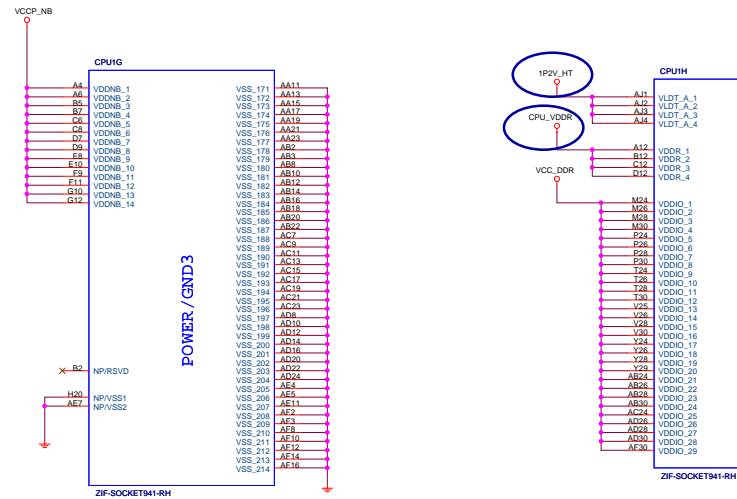 VCCP_NB
CPU1G
A4 VDDNB_1
A6 VDDNB_2
B5 VDDNB_3
B7 VDDNB_4
C6 VDDNB_5
C8 VDDNB_6
D7 VDDNB_7
D9 VDDNB_8
E8 VDDNB_9
E10 VDDNB_10
F9 VDDNB_11
F11 VDDNB_12
G10 VDDNB_13
G12 VDDNB_14
B2 NP/RSVD
H20 NP/VSS1
AE7 NP/VSS2
POWER/GND3
VSS_171 AA11
VSS_172 AA13
VSS_173 AA15
VSS_174 AA17
VSS_175 AA19
VSS_176 AA21
VSS_177 AA23
VSS_178 AB2
VSS_179 AB3
VSS_180 AB8
VSS_181 AB10
VSS_182 AB12
VSS_183 AB14
VSS_184 AB16
VSS_185 AB18
VSS_186 AB20
VSS_187 AB22
VSS_188 AC7
VSS_189 AC9
VSS_190 AC11
VSS_191 AC13
VSS_192 AC15
VSS_193 AC17
VSS_194 AC19
VSS_195 AC21
VSS_196 AC23
VSS_197 AD8
VSS_198 AD10
VSS_199 AD12
VSS_200 AD14
VSS_201 AD16
VSS_202 AD20
VSS_203 AD22
VSS_204 AD24
VSS_205 AE4
VSS_206 AE5
VSS_207 AE11
VSS_208 AF2
VSS_209 AF3
VSS_210 AF8
VSS_211 AF10
VSS_212 AF12
VSS_213 AF14
VSS_214 AF16
ZIF-SOCKET941-RH
1P2V_HT
CPU_VDDR
VCC_DDR
CPU1H
AJ1 VLDT_A_1
AJ2 VLDT_A_2
AJ3 VLDT_A_3
AJ4 VLDT_A_4
A12 VDDR_1
B12 VDDR_2
C12 VDDR_3
D12 VDDR_4
M24 VDDIO_1
M26 VDDIO_2
M28 VDDIO_3
M30 VDDIO_4
P24 VDDIO_5
P26 VDDIO_6
P28 VDDIO_7
P30 VDDIO_8
T24 VDDIO_9
T26 VDDIO_10
T28 VDDIO_11
T30 VDDIO_12
V25 VDDIO_13
V26 VDDIO_14
V28 VDDIO_15
V30 VDDIO_16
Y24 VDDIO_17
Y26 VDDIO_18
Y28 VDDIO_19
Y29 VDDIO_20
AB24 VDDIO_21
AB26 VDDIO_22
AB28 VDDIO_23
AB30 VDDIO_24
AC24 VDDIO_25
AD26 VDDIO_26
AD28 VDDIO_27
AD30 VDDIO_28
AF30 VDDIO_29
ZIF-SOCKET941-RH